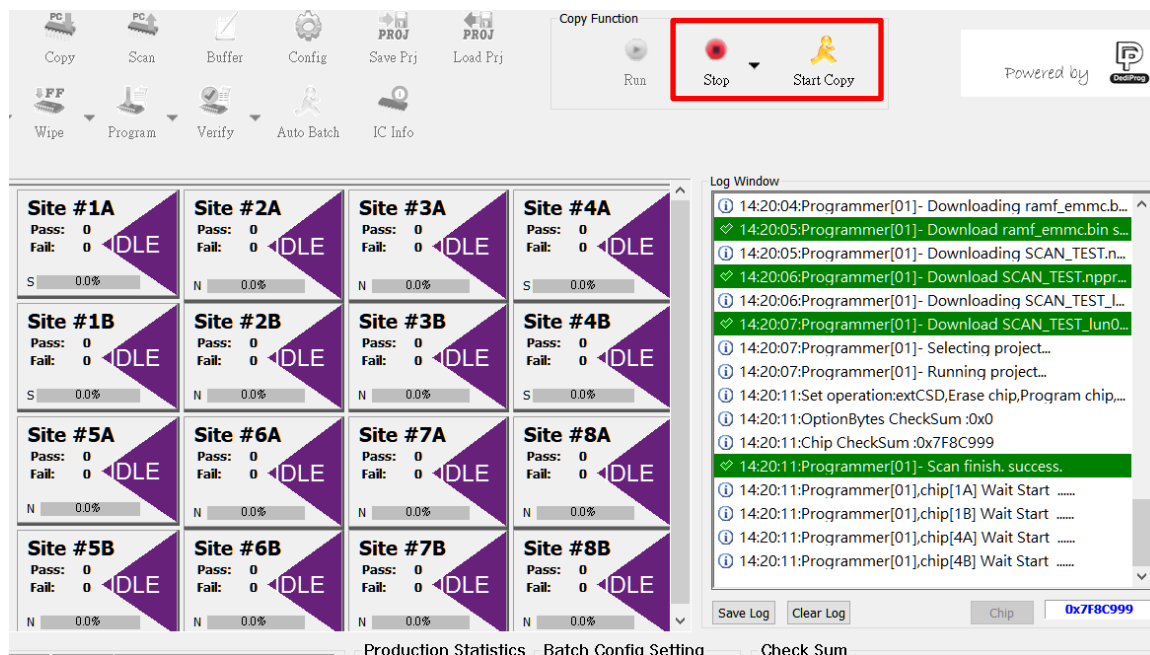 Copy Function
PC PC PROJ PROJ
Copy Scan Buffer Config Save Prj Load Prj
Run Stop Start Copy
Powered by DediProg
FF
Wipe Program Verify Auto Batch IC Info
Log Window
Site #1A Site #2A Site #3A Site #4A
Pass: 0 Pass: 0 Pass: 0 Pass: 0
Fail: 0 IDLE Fail: 0 IDLE Fail: 0 IDLE Fail: 0 IDLE
S 0.0% N 0.0% N 0.0% S 0.0%
Site #1B Site #2B Site #3B Site #4B
Pass: 0 Pass: 0 Pass: 0 Pass: 0
Fail: 0 IDLE Fail: 0 IDLE Fail: 0 IDLE Fail: 0 IDLE
S 0.0% N 0.0% N 0.0% S 0.0%
Site #5A Site #6A Site #7A Site #8A
Pass: 0 Pass: 0 Pass: 0 Pass: 0
Fail: 0 IDLE Fail: 0 IDLE Fail: 0 IDLE Fail: 0 IDLE
N 0.0% N 0.0% N 0.0% N 0.0%
Site #5B Site #6B Site #7B Site #8B
Pass: 0 Pass: 0 Pass: 0 Pass: 0
Fail: 0 IDLE Fail: 0 IDLE Fail: 0 IDLE Fail: 0 IDLE
N 0.0% N 0.0% N 0.0% N 0.0%
14:20:04:Programmer[01]- Downloading ramf_emmc.b...
14:20:05:Programmer[01]- Download ramf_emmc.bin s...
14:20:05:Programmer[01]- Downloading SCAN_TEST.n...
14:20:06:Programmer[01]- Download SCAN_TEST.nppr...
14:20:06:Programmer[01]- Downloading SCAN_TEST_l...
14:20:07:Programmer[01]- Download SCAN_TEST_lun0...
14:20:07:Programmer[01]- Selecting project...
14:20:07:Programmer[01]- Running project...
14:20:11:Set operation:extCSD,Erase chip,Program chip,...
14:20:11:OptionBytes CheckSum :0x0
14:20:11:Chip CheckSum :0x7F8C999
14:20:11:Programmer[01]- Scan finish. success.
14:20:11:Programmer[01],chip[1A] Wait Start ......
14:20:11:Programmer[01],chip[1B] Wait Start ......
14:20:11:Programmer[01],chip[4A] Wait Start ......
14:20:11:Programmer[01],chip[4B] Wait Start ......
Save Log Clear Log Chip 0x7F8C999
Production Statistics Batch Config Setting Check Sum